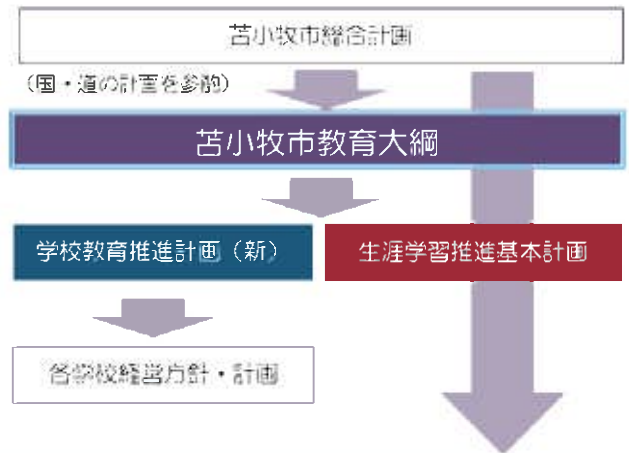 苫小牧市総合計画
（国・道の計画を参酌）
苫小牧市教育大綱
学校教育推進計画（新）
生涯学習推進基本計画
各学校経営方針・計画